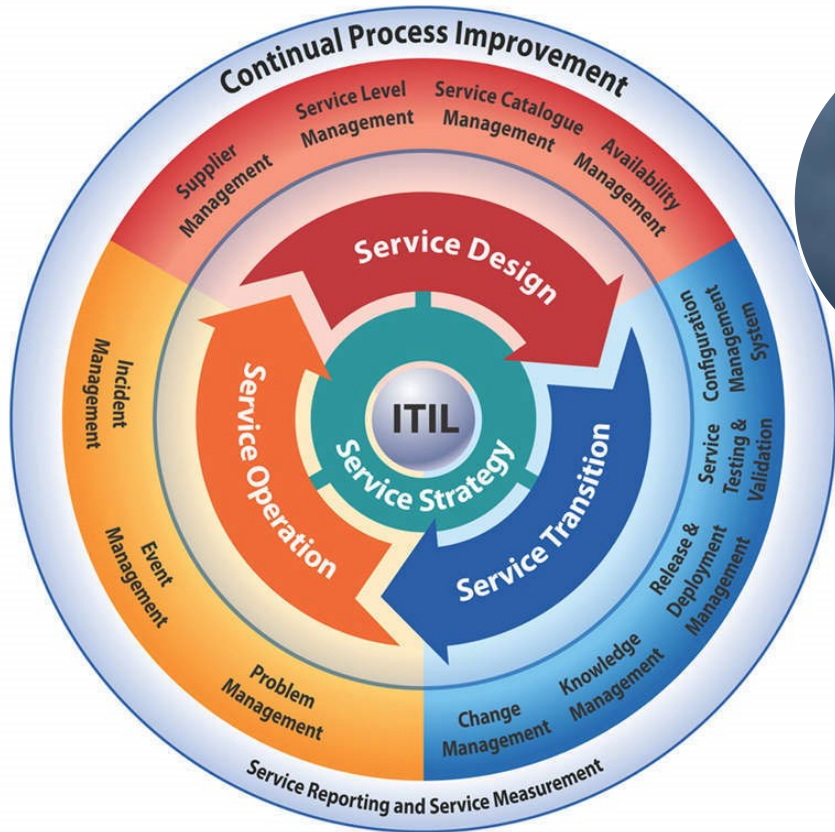 Continual Process Improvement
Supplier
Management
Service Level
Management
Service Catalogue
Management
Availability
Management
Service Design
Configuration
Management
System
Service
Testing &
Validation
Release &
Deployment
Management
Knowledge
Management
Change
Management
Service Transition
ITIL
Service Strategy
Service Operation
Incident
Management
Event
Management
Problem
Management
Service Reporting and Service Measurement